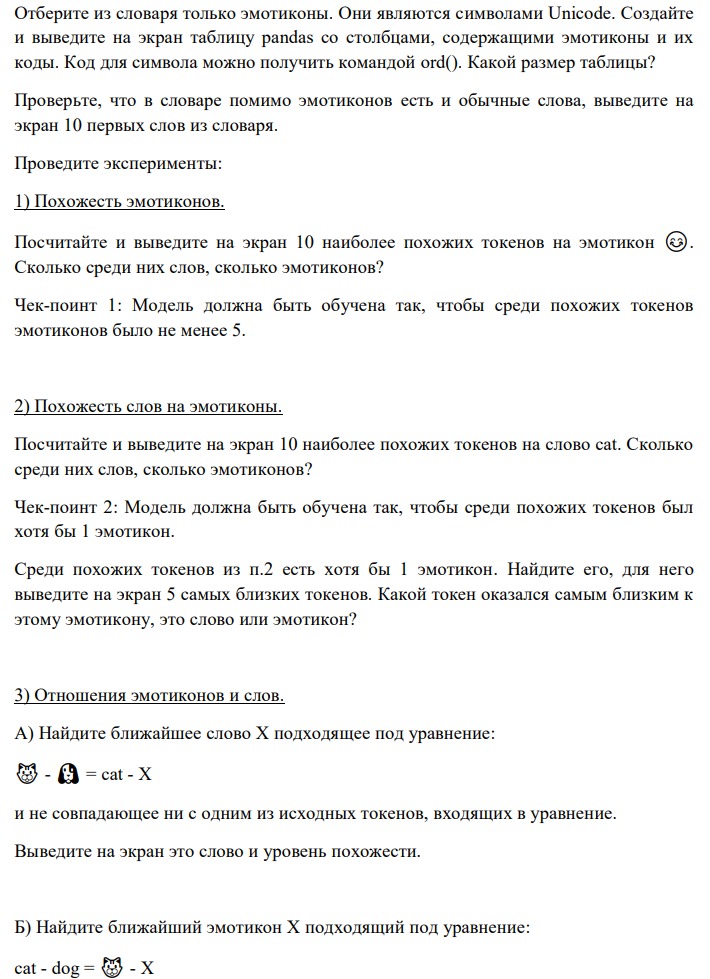 Отберите из словаря только эмотиконы. Они являются символами Unicode. Создайте
и выведите на экран таблицу pandas со столбцами, содержащими эмотиконы и их
коды. Код для символа можно получить командой ord(). Какой размер таблицы?
Проверьте, что в словаре помимо эмотиконов есть и обычные слова, выведите на
экран 10 первых слов из словаря.
Проведите эксперименты:
1) Похожесть эмотиконов.
Посчитайте и выведите на экран 10 наиболее похожих токенов на эмотикон 😊.
Сколько среди них слов, сколько эмотиконов?
Чек-поинт 1: Модель должна быть обучена так, чтобы среди похожих токенов
эмотиконов было не менее 5.
2) Похожесть слов на эмотиконы.
Посчитайте и выведите на экран 10 наиболее похожих токенов на слово cat. Сколько
среди них слов, сколько эмотиконов?
Чек-поинт 2: Модель должна быть обучена так, чтобы среди похожих токенов был
хотя бы 1 эмотикон.
Среди похожих токенов из п.2 есть хотя бы 1 эмотикон. Найдите его, для него
выведите на экран 5 самых близких токенов. Какой токен оказался самым близким к
этому эмотикону, это слово или эмотикон?
3) Отношения эмотиконов и слов.
А) Найдите ближайшее слово X подходящее под уравнение:
🐱 - 🐶 = cat - X
и не совпадающее ни с одним из исходных токенов, входящих в уравнение.
Выведите на экран это слово и уровень похожести.
Б) Найдите ближайший эмотикон X подходящий под уравнение:
cat - dog = 🐱 - X